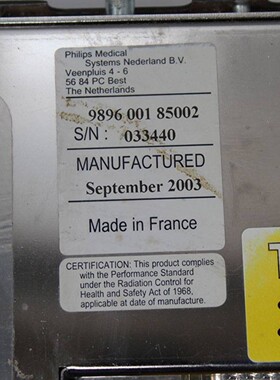 Philips Medical
Systems Nederland B.V.
Veenpluis 4 - 6
56 84 PC Best
The Netherlands
9896 001 85002
S/N : 033440
MANUFACTURED
September 2003
Made in France
CERTIFICATION: This product complies
with the Performance Standard
under the Radiation Control for
Health and Safety Act of 1968,
applicable at date of manufacture.